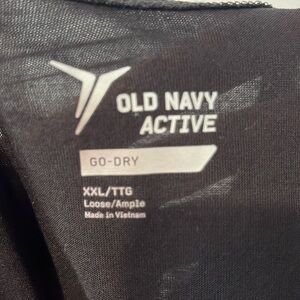 OLD NAVY
ACTIVE
GO-DRY
XXL/TTG
Loose/Ample
Made in Vietnam